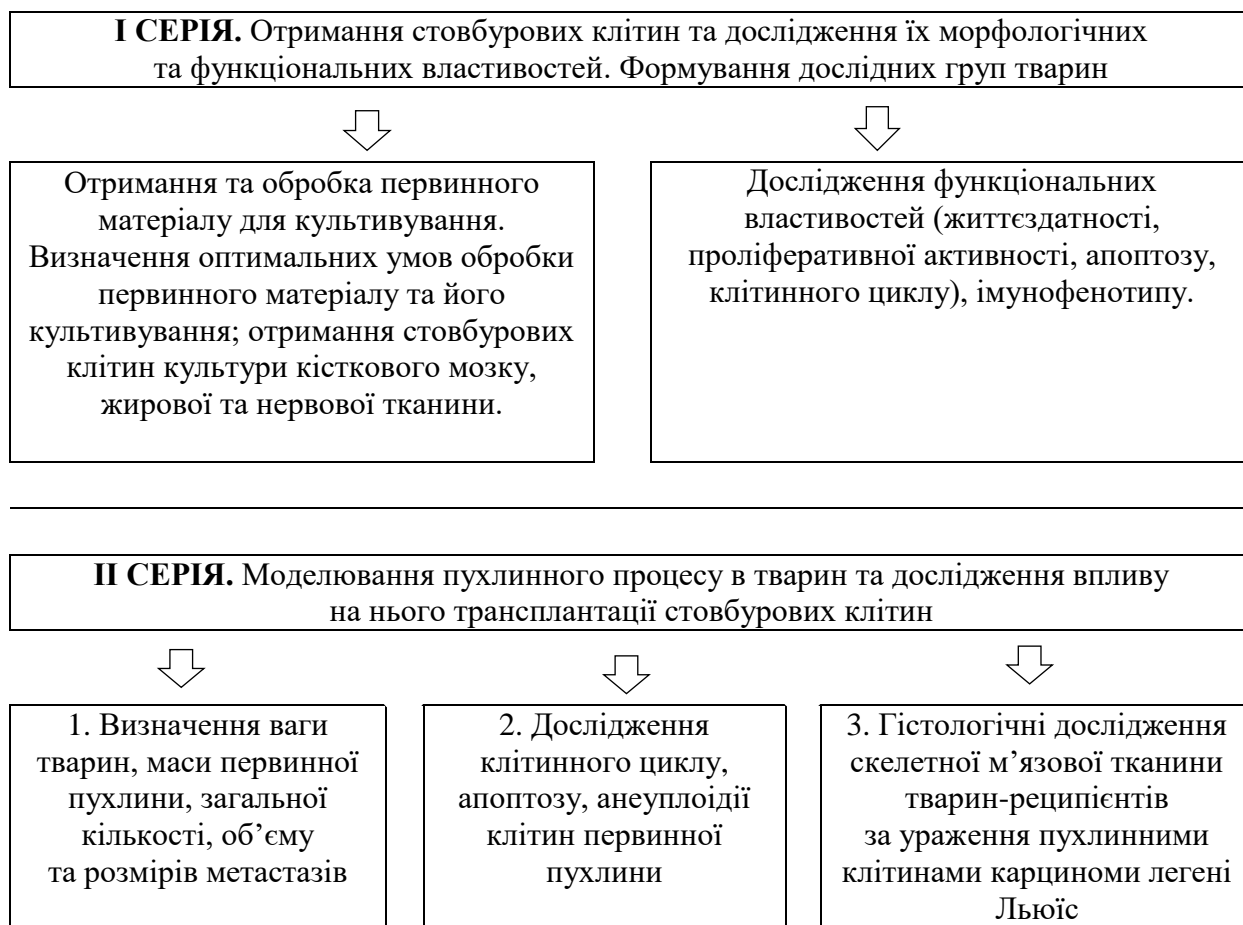 І СЕРІЯ. Отримання стовбурових клітин та дослідження їх морфологічних
та функціональних властивостей. Формування дослідних груп тварин
Отримання та обробка первинного
матеріалу для культивування.
Визначення оптимальних умов обробки
первинного матеріалу та його
культивування; отримання стовбурових
клітин культури кісткового мозку,
жирової та нервової тканини.
Дослідження функціональних
властивостей (життєздатності,
проліферативної активності, апоптозу,
клітинного циклу), імунофенотипу.
ІІ СЕРІЯ. Моделювання пухлинного процесу в тварин та дослідження впливу
на нього трансплантації стовбурових клітин
1. Визначення ваги
тварин, маси первинної
пухлини, загальної
кількості, об’єму
та розмірів метастазів
2. Дослідження
клітинного циклу,
апоптозу, анеуплоідії
клітин первинної
пухлини
3. Гістологічні дослідження
скелетної м’язової тканини
тварин-реципієнтів
за ураження пухлинними
клітинами карциноми легені
Льюїс